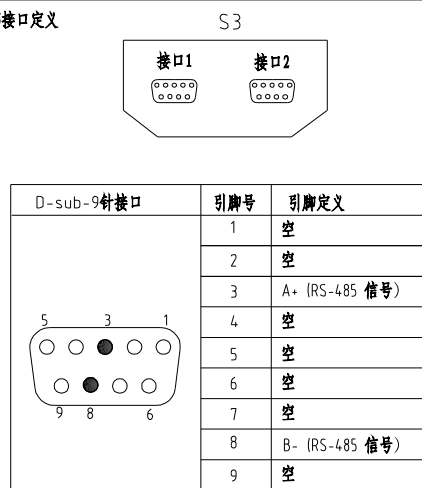 接口定义
S3
接口1 接口2
D-sub-9针接口 引脚号 引脚定义
1 空
2 空
3 A+ (RS-485 信号)
4 空
5 空
6 空
7 空
8 B- (RS-485 信号)
9 空
5 3 1
9 8 6